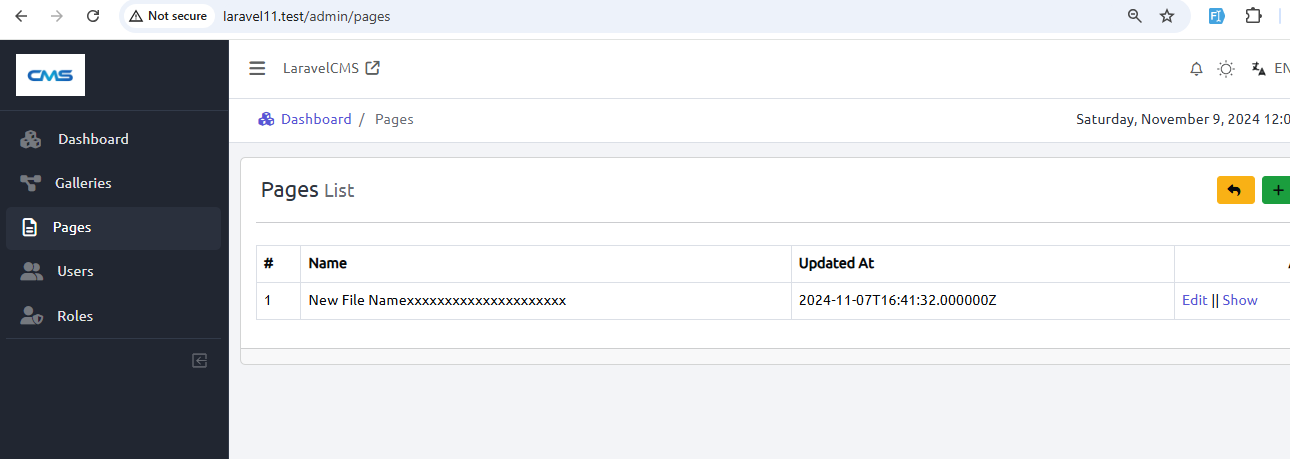 Not secure laravel11.test/admin/pages
CMS
LaravelCMS
EN
Dashboard
Galleries
Pages
Users
Roles
Dashboard / Pages
Saturday, November 9, 2024 12:0
Pages List
# Name Updated At
1 New File Namexxxxxxxxxxxxxxxxxxxxx 2024-11-07T16:41:32.000000Z Edit || Show